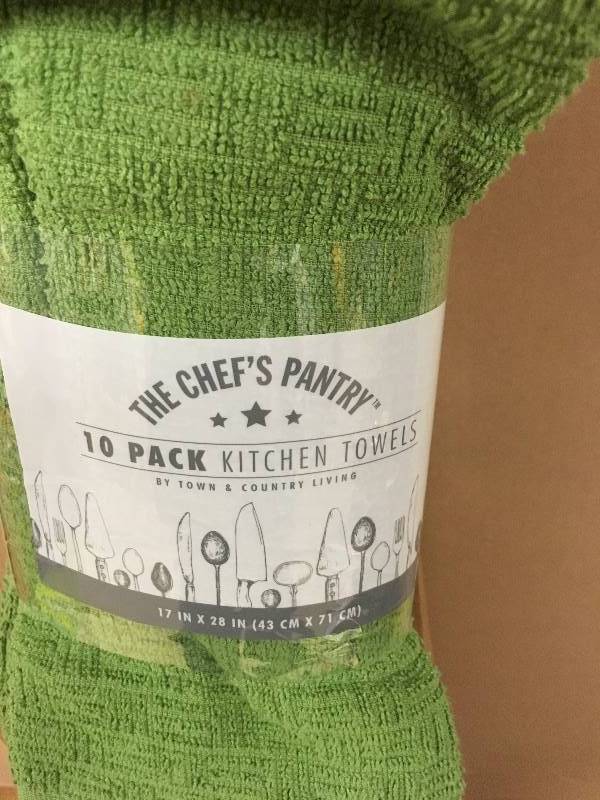 THE CHEF'S PANTRY™
10 PACK KITCHEN TOWELS
BY TOWN & COUNTRY LIVING
17 IN X 28 IN (43 CM X 71 CM)